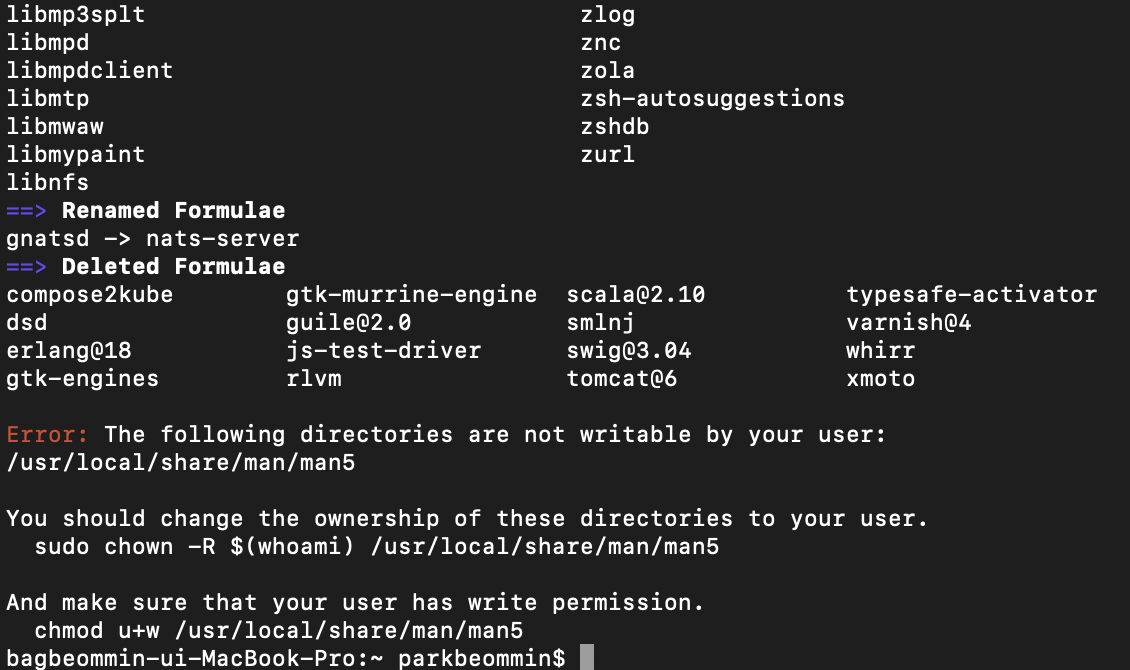 libmp3splt zlog
libmpd znc
libmpdclient zola
libmtp zsh-autosuggestions
libmwaw zshdb
libmypaint zurl
libnfs
==> Renamed Formulae
gnatsd -> nats-server
==> Deleted Formulae
compose2kube gtk-murrine-engine scala@2.10 typesafe-activator
dsd guile@2.0 smlnj varnish@4
erlang@18 js-test-driver swig@3.04 whirr
gtk-engines rlvm tomcat@6 xmoto
Error: The following directories are not writable by your user:
/usr/local/share/man/man5
You should change the ownership of these directories to your user.
sudo chown -R $(whoami) /usr/local/share/man/man5
And make sure that your user has write permission.
chmod u+w /usr/local/share/man/man5
bagbeommin-ui-MacBook-Pro:~ parkbeommin$